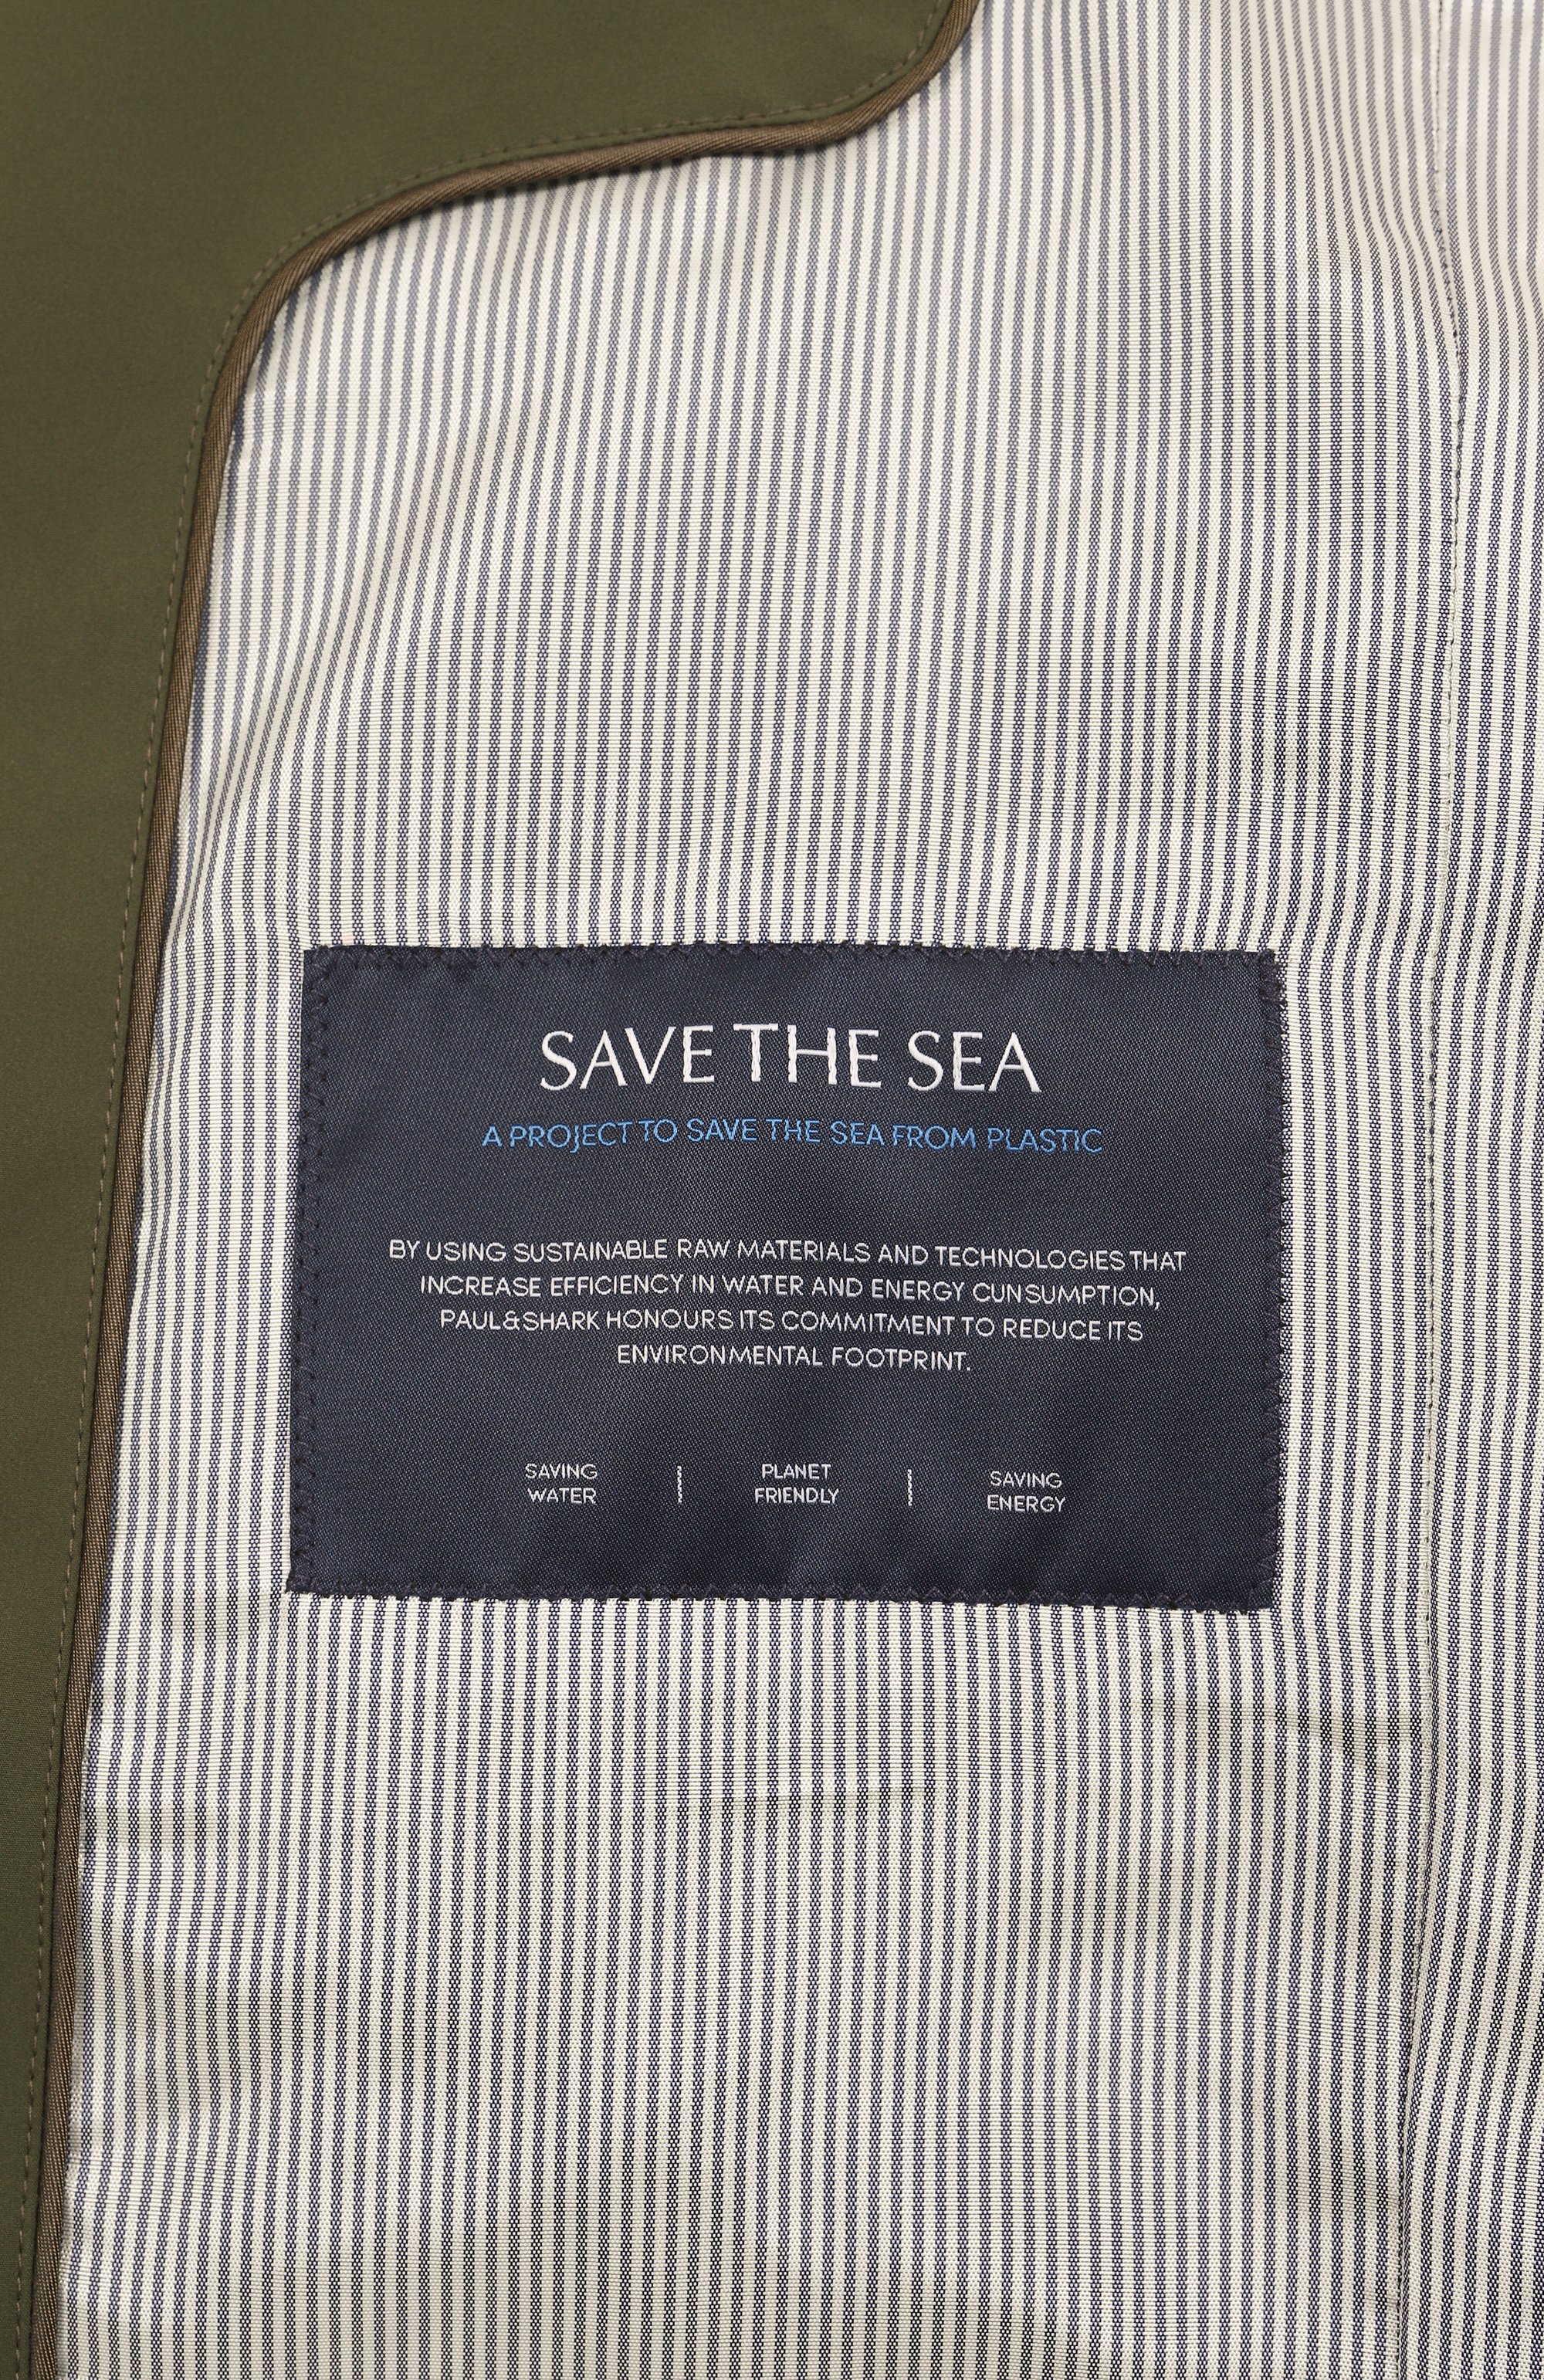 SAVE THE SEA
A PROJECT TO SAVE THE SEA FROM PLASTIC
BY USING SUSTAINABLE RAW MATERIALS AND TECHNOLOGIES THAT
INCREASE EFFICIENCY IN WATER AND ENERGY CUNSUMPTION,
PAUL&SHARK HONOURS ITS COMMITMENT TO REDUCE ITS
ENVIRONMENTAL FOOTPRINT.
SAVING WATER | PLANET FRIENDLY | SAVING ENERGY